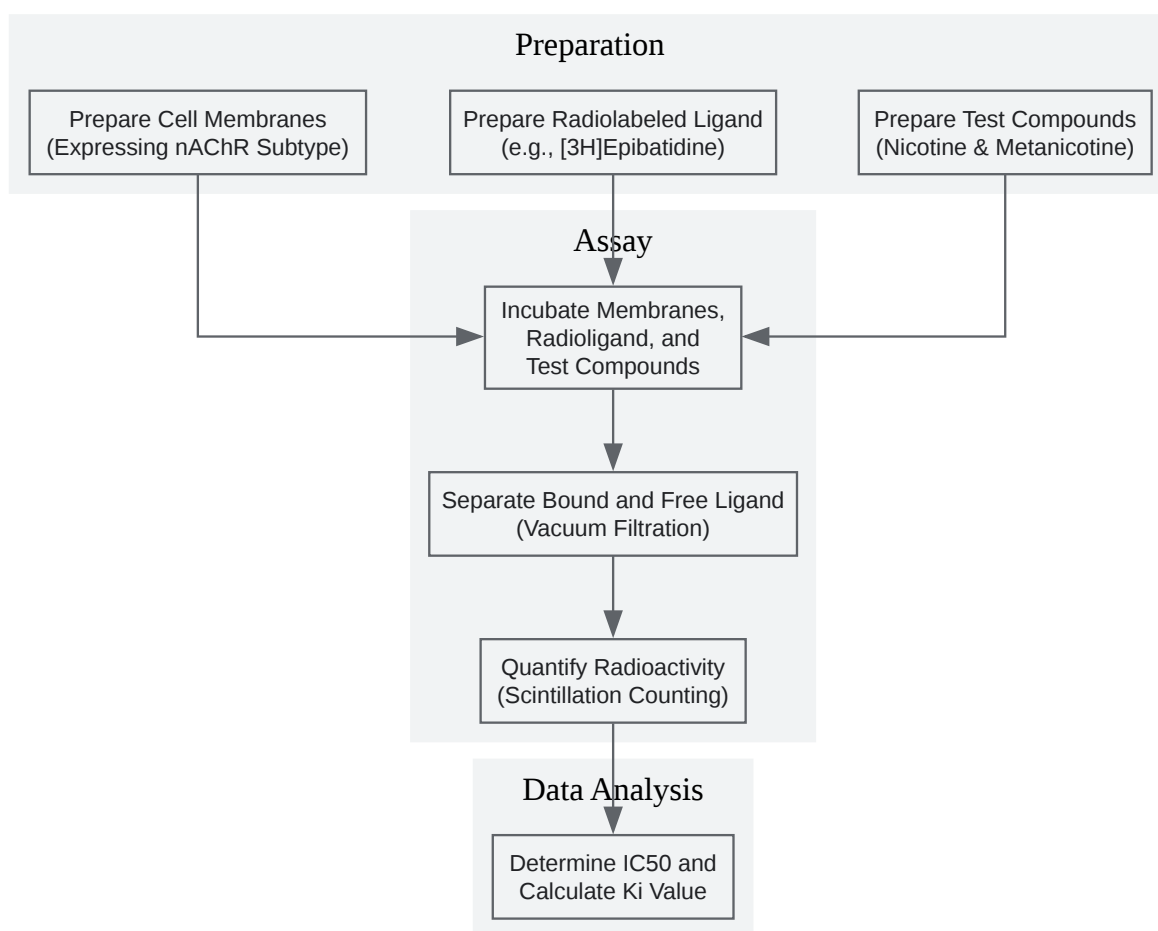 Preparation
Prepare Cell Membranes
(Expressing nAChR Subtype)
Prepare Radiolabeled Ligand
(e.g., [3H]Epibatidine)
Prepare Test Compounds
(Nicotine & Metanicotine)
Assay
Incubate Membranes,
Radioligand, and
Test Compounds
Separate Bound and Free Ligand
(Vacuum Filtration)
Quantify Radioactivity
(Scintillation Counting)
Data Analysis
Determine IC50 and
Calculate Ki Value